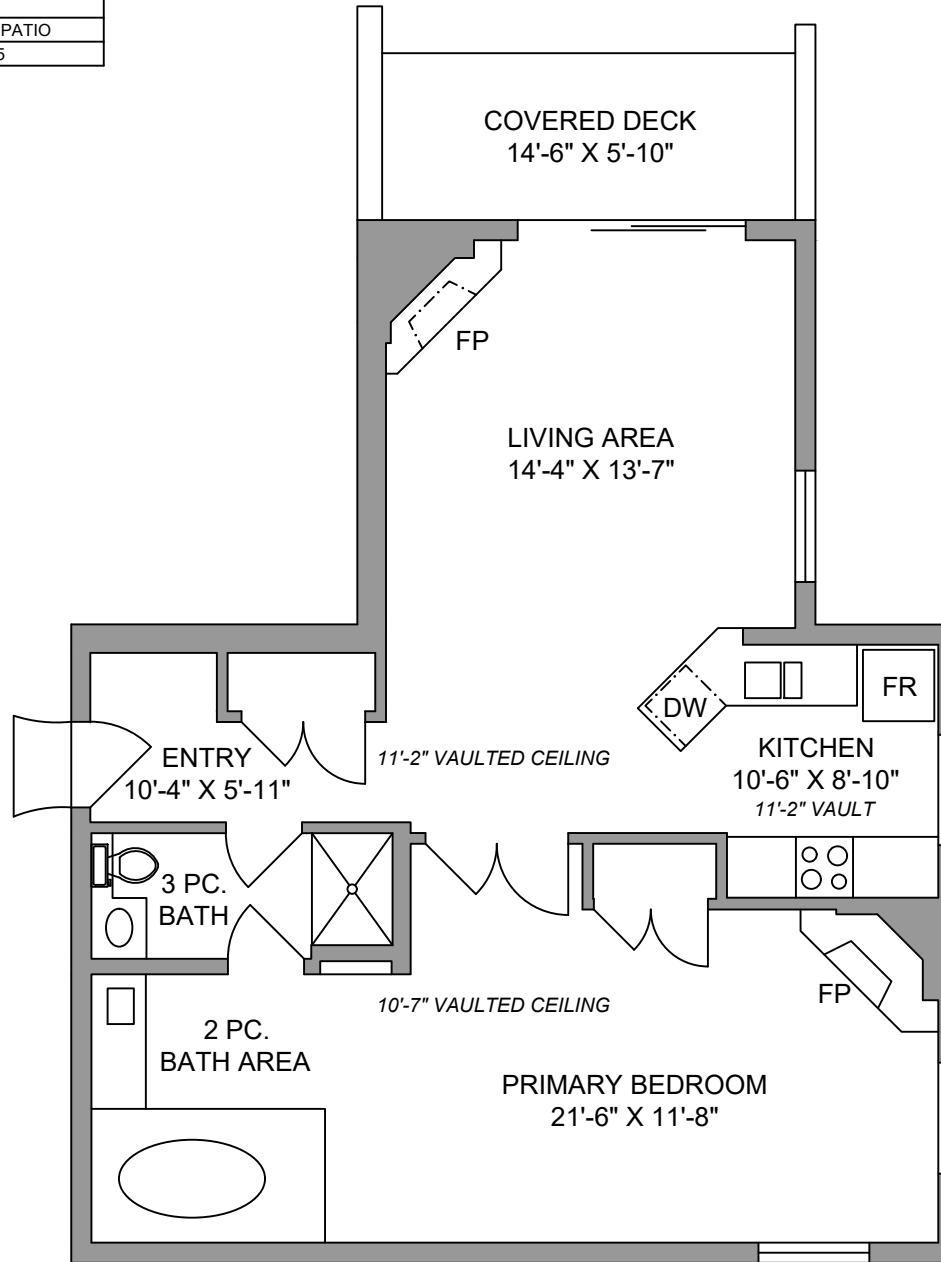 PATIO
5
COVERED DECK
14'-6" X 5'-10"
FP
LIVING AREA
14'-4" X 13'-7"
DW
FR
ENTRY
10'-4" X 5'-11"
11'-2" VAULTED CEILING
KITCHEN
10'-6" X 8'-10"
11'-2" VAULT
3 PC.
BATH
10'-7" VAULTED CEILING
FP
2 PC.
BATH AREA
PRIMARY BEDROOM
21'-6" X 11'-8"